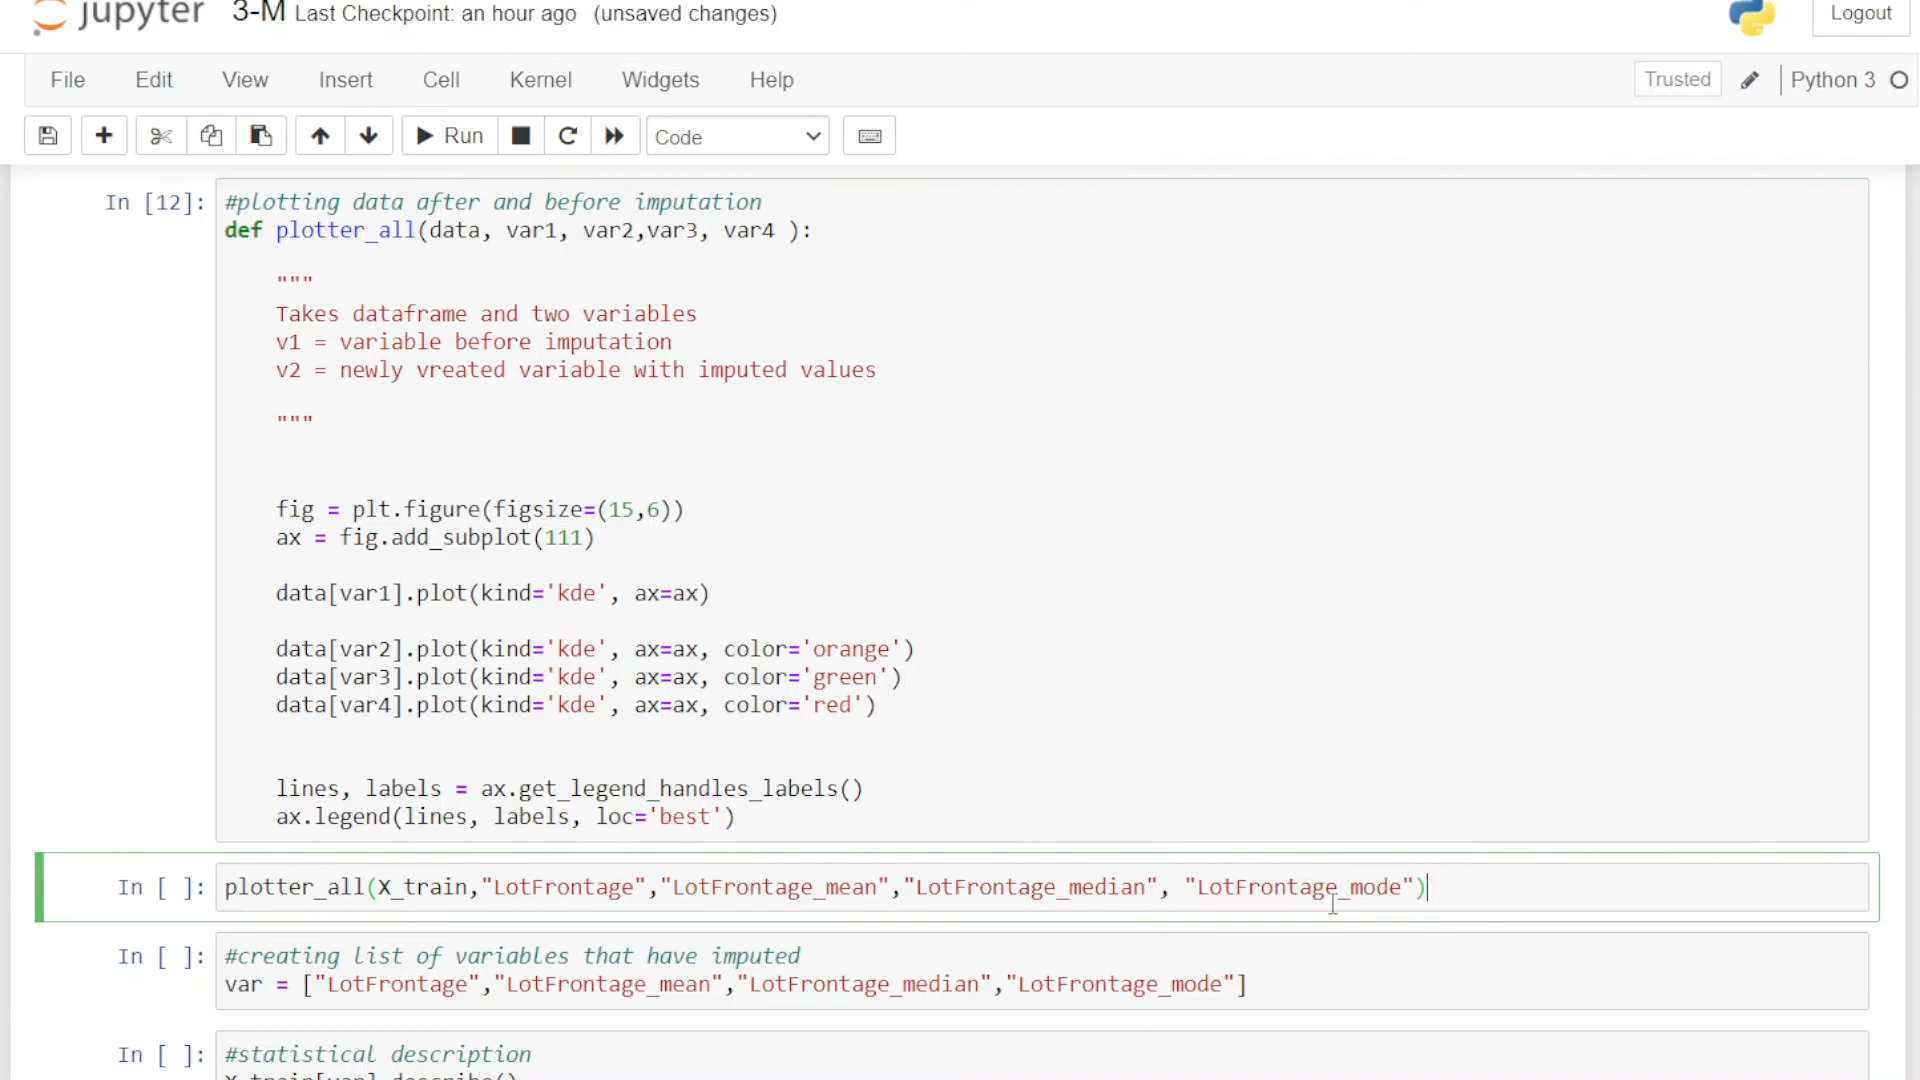 jupyter 3-M Last Checkpoint: an hour ago (unsaved changes) Logout
File Edit View Insert Cell Kernel Widgets Help Trusted Python 3
Run Code
In [12]: #plotting data after and before imputation
def plotter_all(data, var1, var2,var3, var4 ):
"""
Takes dataframe and two variables
v1 = variable before imputation
v2 = newly vreated variable with imputed values
"""
fig = plt.figure(figsize=(15,6))
ax = fig.add_subplot(111)
data[var1].plot(kind='kde', ax=ax)
data[var2].plot(kind='kde', ax=ax, color='orange')
data[var3].plot(kind='kde', ax=ax, color='green')
data[var4].plot(kind='kde', ax=ax, color='red')
lines, labels = ax.get_legend_handles_labels()
ax.legend(lines, labels, loc='best')
In [ ]: plotter_all(X_train,"LotFrontage","LotFrontage_mean","LotFrontage_median", "LotFrontage_mode")
In [ ]: #creating list of variables that have imputed
var = ["LotFrontage","LotFrontage_mean","LotFrontage_median","LotFrontage_mode"]
In [ ]: #statistical description
X_train[var].describe()